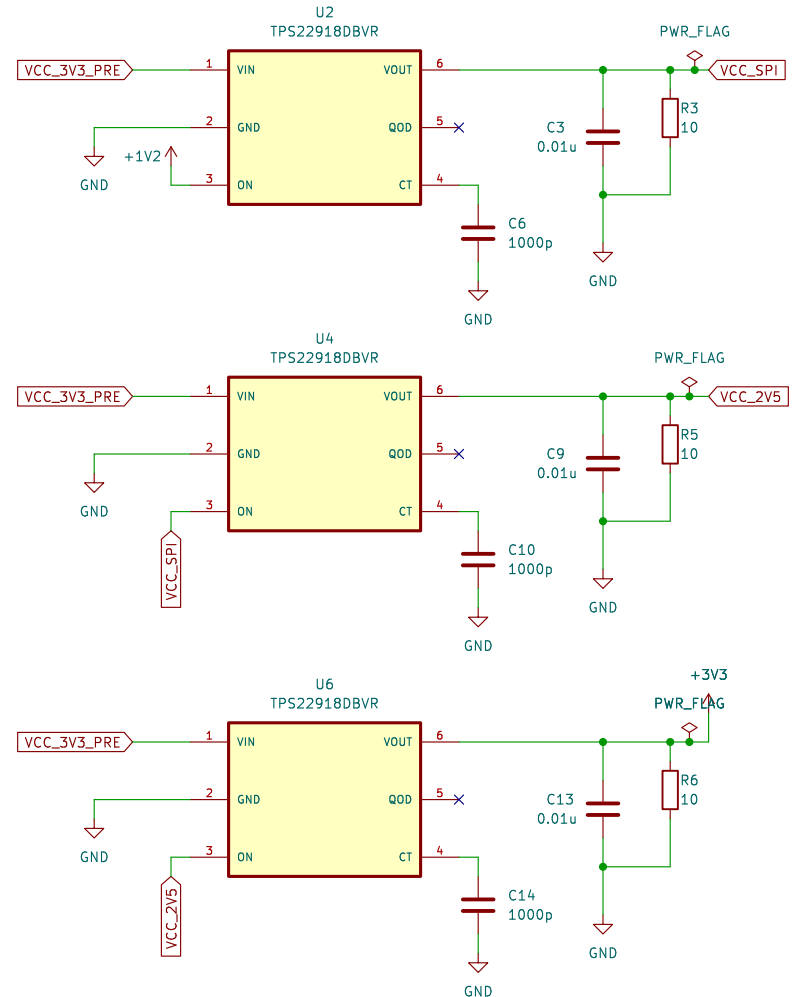 U2
TPS22918DBVR
PWR_FLAG
VCC_3V3_PRE
1
VIN
VOUT
6
VCC_SPI
2
GND
QOD
5
C3
0.01u
R3
10
GND
+1V2
3
ON
CT
4
C6
1000p
GND
GND
U4
TPS22918DBVR
PWR_FLAG
VCC_3V3_PRE
1
VIN
VOUT
6
VCC_2V5
2
GND
QOD
5
C9
0.01u
R5
10
GND
3
ON
CT
4
VCC_SPI
C10
1000p
GND
GND
U6
TPS22918DBVR
+3V3
PWR_FLAG
VCC_3V3_PRE
1
VIN
VOUT
6
2
GND
QOD
5
C13
0.01u
R6
10
GND
3
ON
CT
4
VCC_2V5
C14
1000p
GND
GND